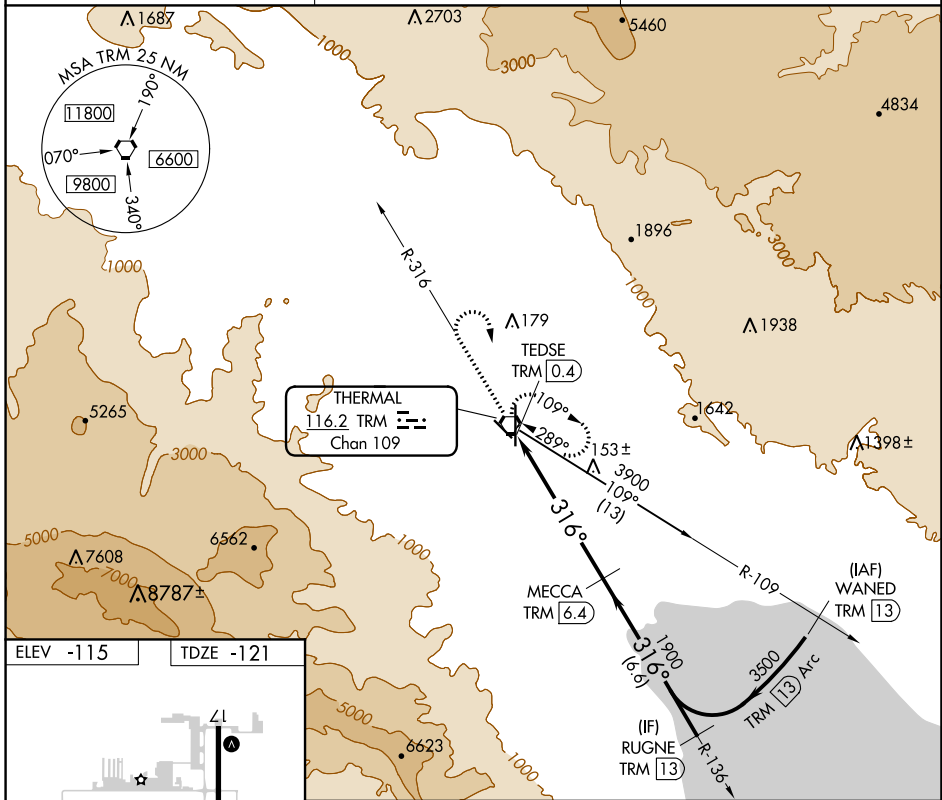 1687
2703
5460
1000
3000
MSA TRM 25 NM
190°
11800
070°
6600
9800
340°
4834
1000
R-316
1896
3000
1000
179
1938
TEDSE
TRM 0.4
THERMAL
116.2 TRM
Chan 109
109°
289°
5265
1642
153±
1398±
3900
109°
(13)
3000
316°
5000
6562
1000
7608
7000
8787±
MECCA
TRM 6.4
R-109
(IAF)
WANED
TRM 13
ELEV -115
TDZE -121
1900
316°
(6.6)
3500
TRM 13 Arc
17
5000
6623
(IF)
RUGNE
TRM 13
R-136
1000
V